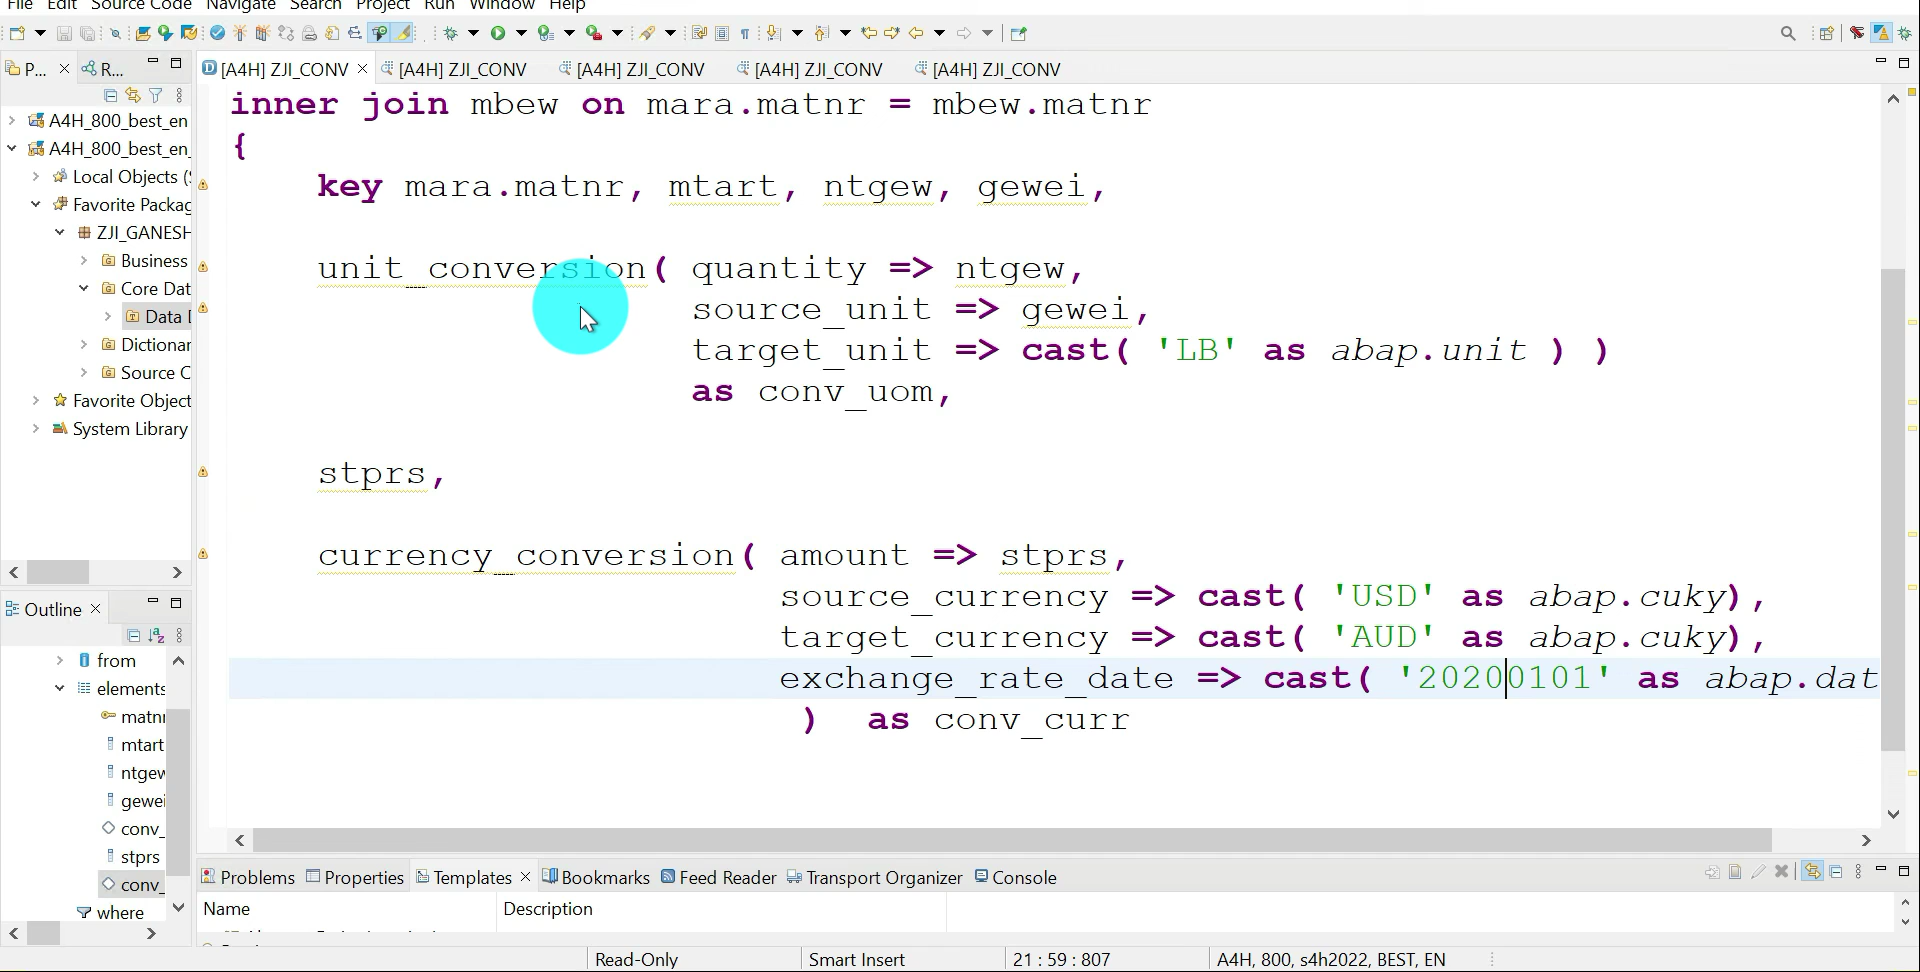 File Edit Source Code Navigate Search Project Run Window Help
P... R...
[A4H] ZJI_CONV [A4H] ZJI_CONV [A4H] ZJI_CONV [A4H] ZJI_CONV [A4H] ZJI_CONV
A4H_800_best_en
A4H_800_best_en_
Local Objects (
Favorite Packag
ZJI_GANESH
Business
Core Dat
Data
Dictionar
Source C
Favorite Object
System Library
inner join mbew on mara.matnr = mbew.matnr
{
key mara.matnr, mtart, ntgew, gewei,
unit_conversion( quantity => ntgew,
source_unit => gewei,
target_unit => cast( 'LB' as abap.unit ) )
as conv_uom,
stprs,
currency_conversion( amount => stprs,
source_currency => cast( 'USD' as abap.cuky),
target_currency => cast( 'AUD' as abap.cuky),
exchange_rate_date => cast( '20200101' as abap.dat
) as conv_curr
Outline
from
elements
matnr
mtart
ntgew
gewei
conv_
stprs
conv_
where
Problems Properties Templates Bookmarks Feed Reader Transport Organizer Console
Name Description
Read-Only Smart Insert 21 : 59 : 807 A4H, 800, s4h2022, BEST, EN